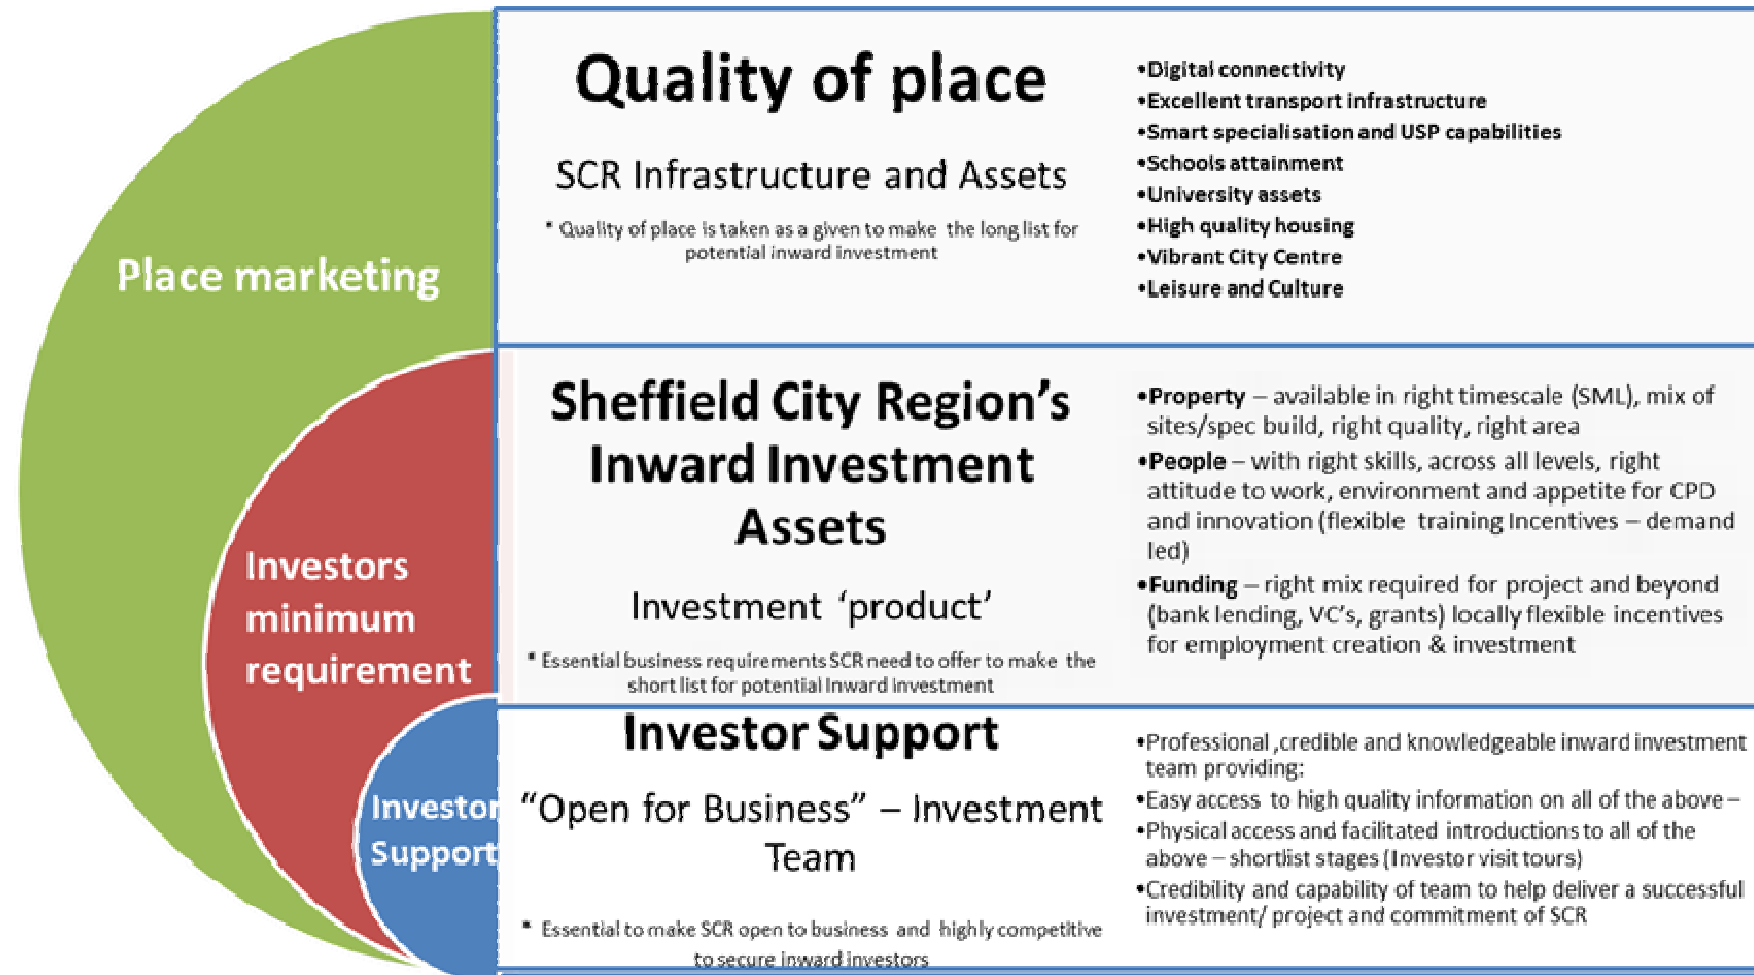 Place marketing
Quality of place
SCR Infrastructure and Assets
* Quality of place is taken as a given to make the long list for
potential inward investment
•Digital connectivity
•Excellent transport infrastructure
•Smart specialisation and USP capabilities
•Schools attainment
•University assets
•High quality housing
•Vibrant City Centre
•Leisure and Culture
Investors
minimum
requirement
Sheffield City Region’s
Inward Investment
Assets
Investment ‘product’
* Essential business requirements SCR need to offer to make the
short list for potential Inward investment
•Property – available in right timescale (SML), mix of
sites/spec build, right quality, right area
•People – with right skills, across all levels, right
attitude to work, environment and appetite for CPD
and innovation (flexible training Incentives – demand
led)
•Funding – right mix required for project and beyond
(bank lending, VC’s, grants) locally flexible incentives
for employment creation & investment
Investor
Support
Investor Support
“Open for Business” – Investment
Team
* Essential to make SCR open to business and highly competitive
to secure inward investors
•Professional ,credible and knowledgeable inward investment
team providing:
•Easy access to high quality information on all of the above –
•Physical access and facilitated introductions to all of the
above – shortlist stages (Investor visit tours)
•Credibility and capability of team to help deliver a successful
investment/ project and commitment of SCR